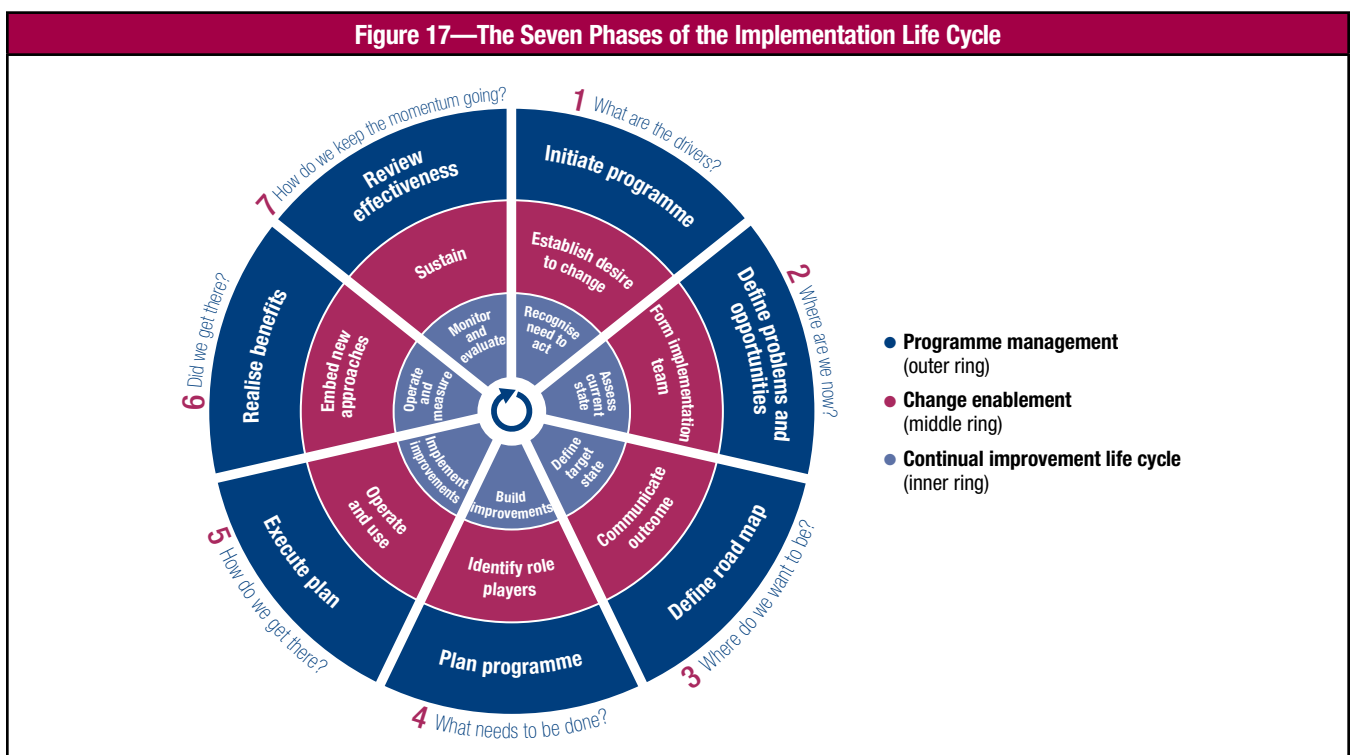 Figure 17—The Seven Phases of the Implementation Life Cycle
1 What are the drivers?
Initiate programme
Establish desire
to change
Recognise
need to
act
2 Where are we now?
Define problems and
opportunities
Form implementation
team
Assess
current
state
3 Where do we want to be?
Define road map
Communicate
outcome
Define
target
state
4 What needs to be done?
Plan programme
Identify role
players
Build
improvements
5 How do we get there?
Execute plan
Operate
and use
Implement
improvements
6 Did we get there?
Realise benefits
Embed new
approaches
Operate
and
measure
7 How do we keep the momentum going?
Review
effectiveness
Sustain
Monitor
and
evaluate
Programme management
(outer ring)
Change enablement
(middle ring)
Continual improvement life cycle
(inner ring)